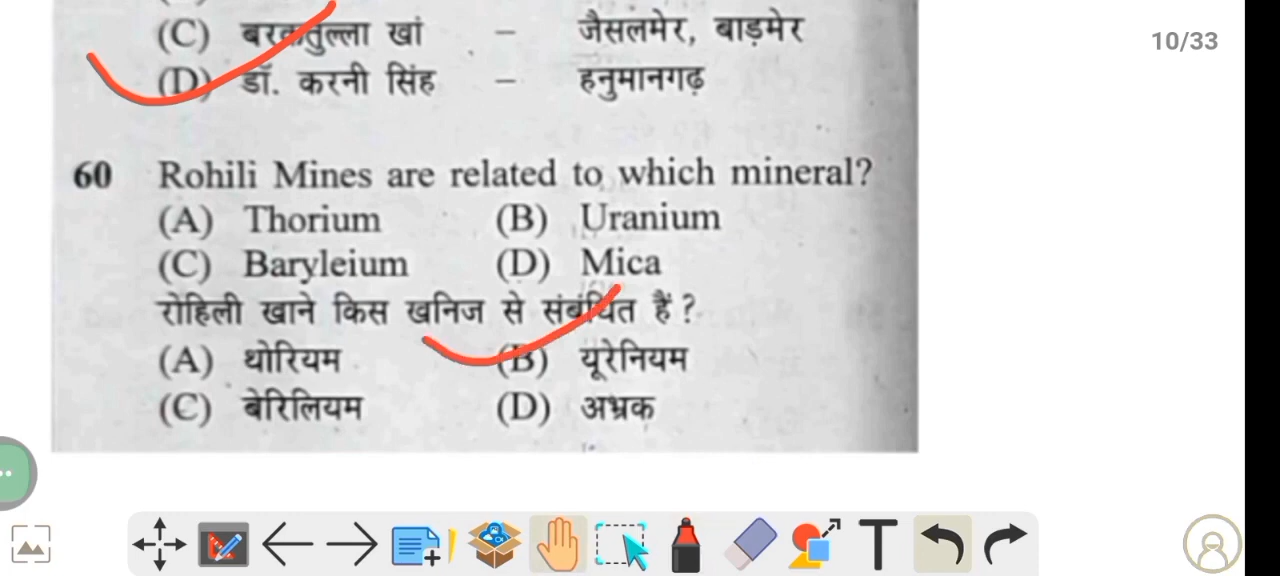 (C) बरकतुल्ला खां – जैसलमेर, बाड़मेर
10/33
(D) डॉ. करनी सिंह – हनुमानगढ़
60 Rohili Mines are related to which mineral?
(A) Thorium (B) Uranium
(C) Baryleium (D) Mica
रोहिली खाने किस खनिज से संबंधित हैं ?
(A) थोरियम (B) यूरेनियम
(C) बेरिलियम (D) अभ्रक
T